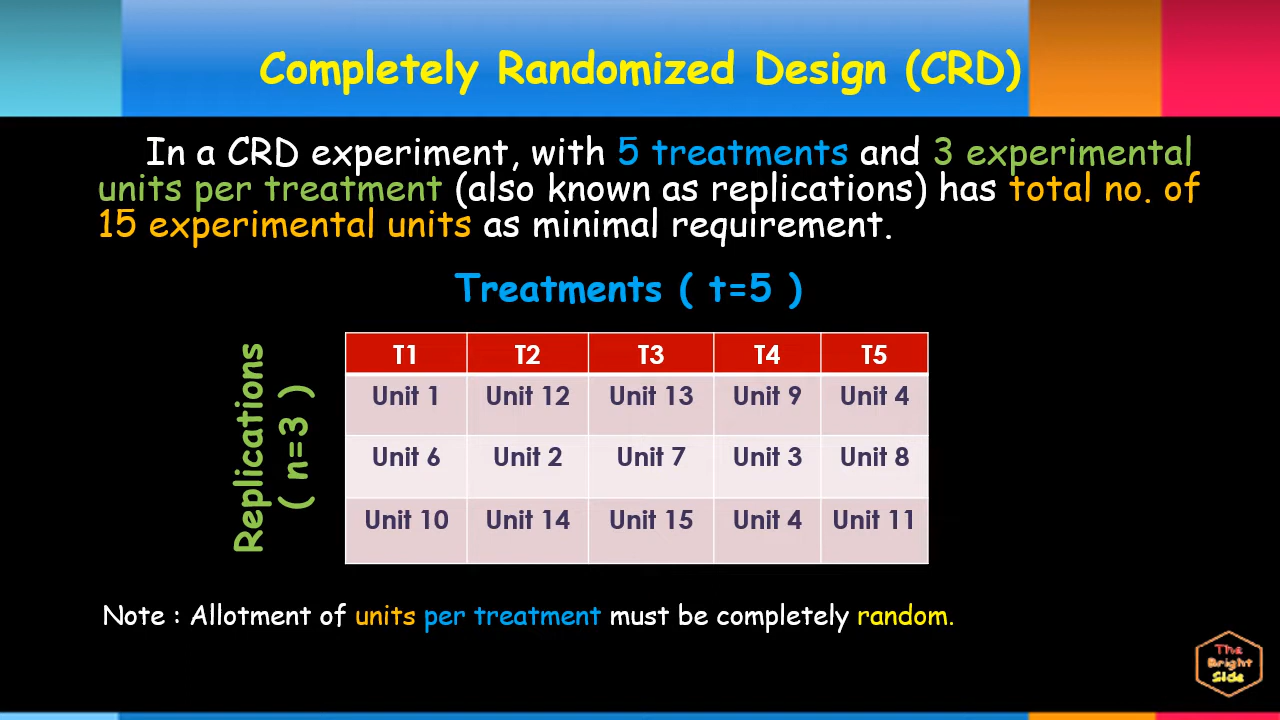 Completely Randomized Design (CRD)
In a CRD experiment, with 5 treatments and 3 experimental
units per treatment (also known as replications) has total no. of
15 experimental units as minimal requirement.
Treatments ( t=5 )
Replications
( n=3 )
T1 T2 T3 T4 T5
Unit 1 Unit 12 Unit 13 Unit 9 Unit 4
Unit 6 Unit 2 Unit 7 Unit 3 Unit 8
Unit 10 Unit 14 Unit 15 Unit 4 Unit 11
Note : Allotment of units per treatment must be completely random.
The
Bright
Side